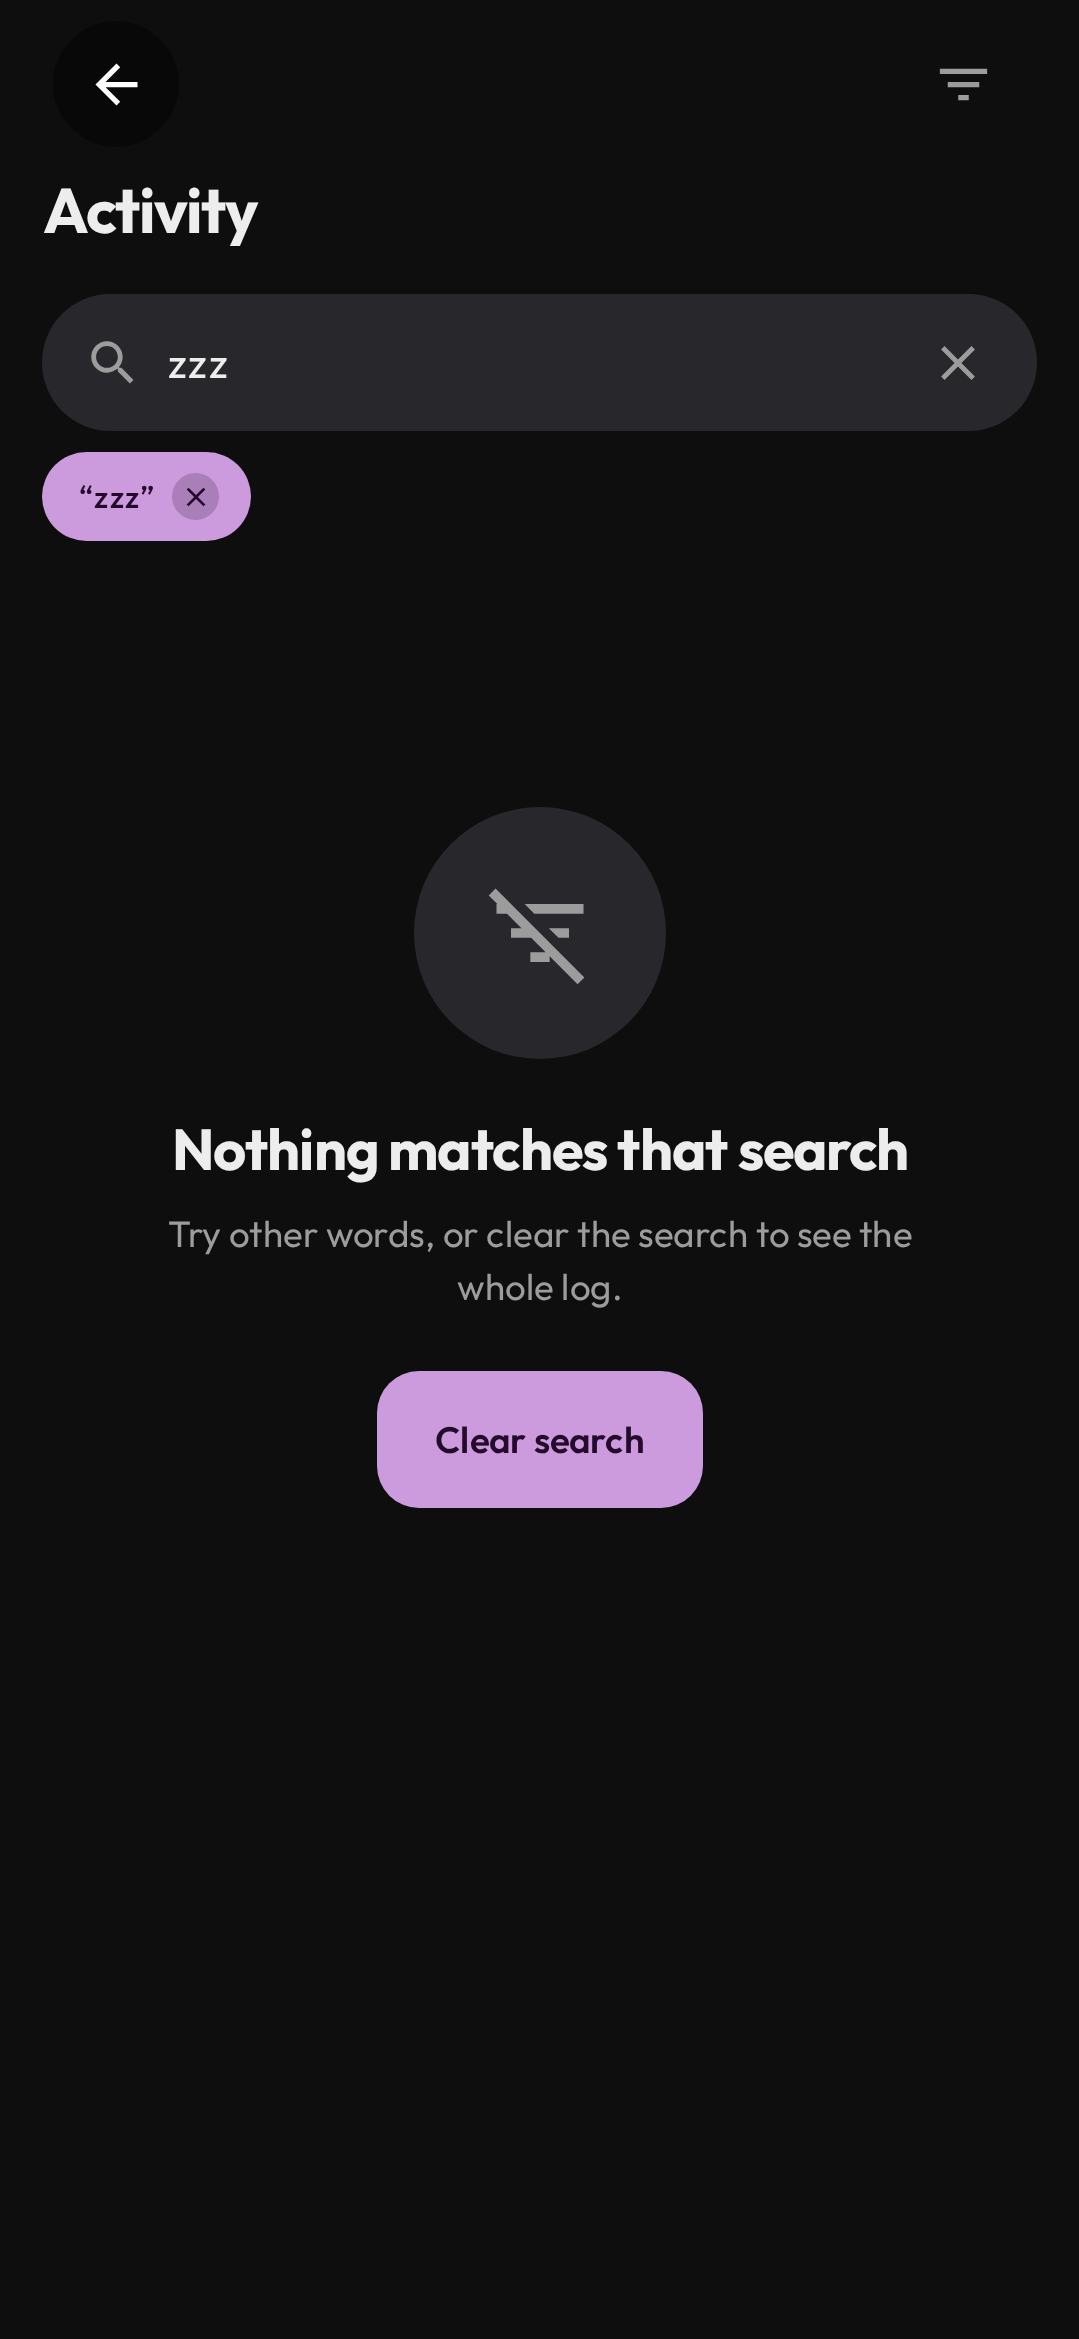 Activity
zzz
“zzz”
Nothing matches that search
Try other words, or clear the search to see the
whole log.
Clear search